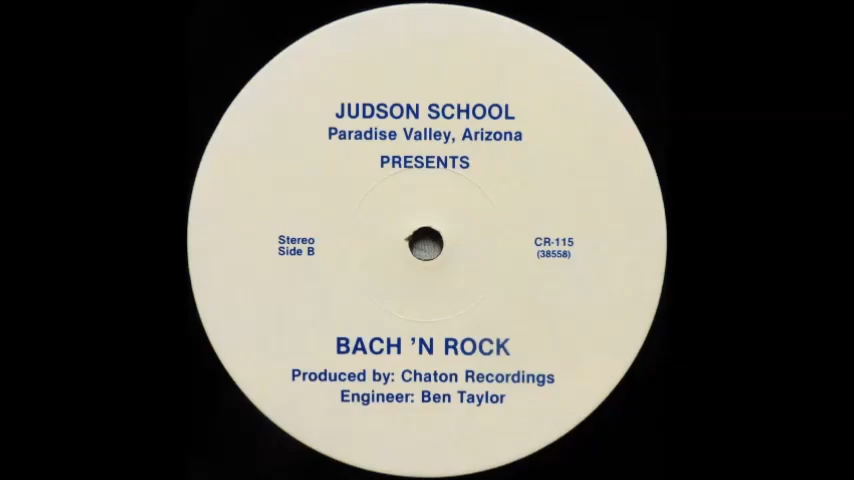 JUDSON SCHOOL
Paradise Valley, Arizona
PRESENTS
Stereo
Side B
CR-115
(38558)
BACH 'N ROCK
Produced by: Chaton Recordings
Engineer: Ben Taylor